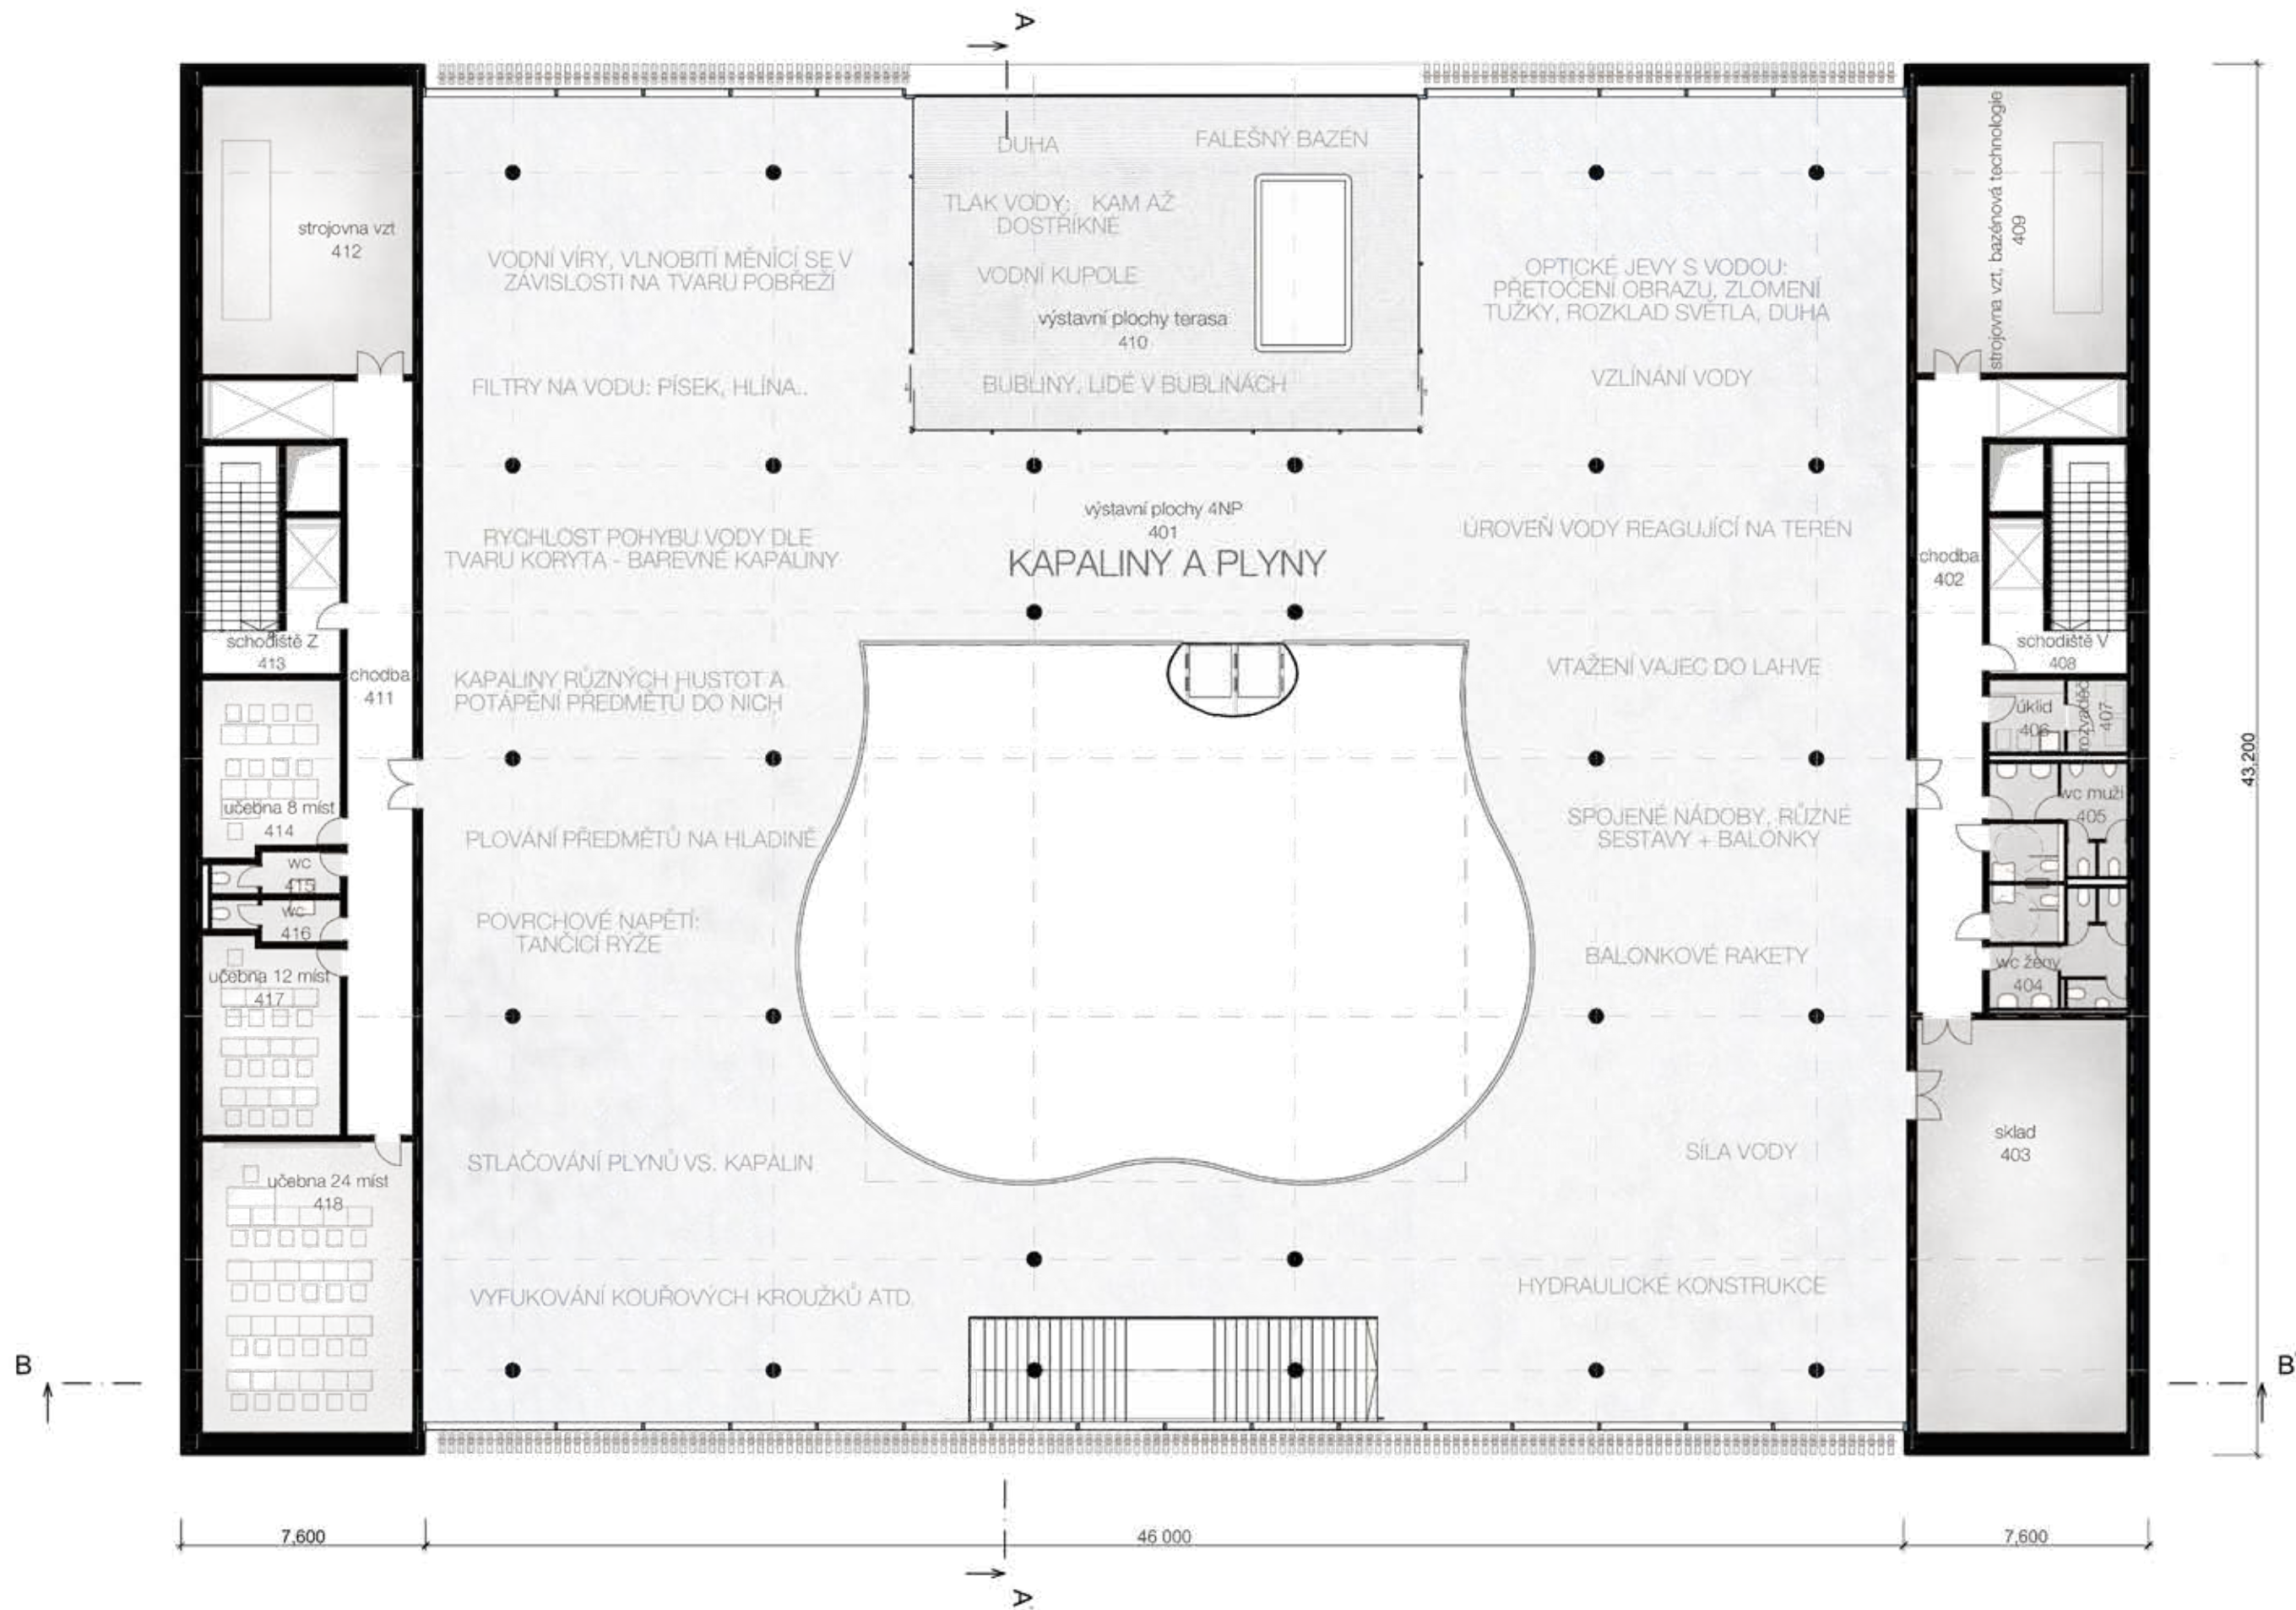 A
DUHA
FALEŠNÝ BAZÉN
TLAK VODY: KAM AŽ
DOSTŘÍKNE
VODNÍ KUPOLE
výstavní plochy terasa
410
BUBLINY, LIDÉ V BUBLINÁCH
strojovna vzt
412
VODNÍ VÍRY, VLNOBITÍ MĚNÍCÍ SE V
ZÁVISLOSTI NA TVARU POBŘEŽÍ
OPTICKÉ JEVY S VODOU:
PŘETOČENÍ OBRAZU, ZLOMENÍ
TUŽKY, ROZKLAD SVĚTLA, DUHA
strojovna vzt, bazénová technologie
409
FILTRY NA VODU: PÍSEK, HLÍNA..
VZLÍNÁNÍ VODY
výstavní plochy 4NP
401
KAPALINY A PLYNY
RYCHLOST POHYBU VODY DLE
TVARU KORYTA - BAREVNÉ KAPALINY
ÚROVEŇ VODY REAGUJÍCÍ NA TEREN
chodba
402
schodiště Z
413
chodba
411
KAPALINY RŮZNÝCH HUSTOT A
POTÁPĚNÍ PŘEDMĚTŮ DO NICH
VTAŽENÍ VAJEC DO LAHVE
schodiště V
408
úklid
406
rozvaděč
407
učebna 8 míst
414
PLOVÁNÍ PŘEDMĚTŮ NA HLADINĚ
SPOJENÉ NÁDOBY, RŮZNÉ
SESTAVY + BALONKY
wc muži
405
wc
415
wc
416
POVRCHOVÉ NAPĚTÍ:
TANČÍCÍ RÝŽE
BALONKOVÉ RAKETY
wc ženy
404
učebna 12 míst
417
STLAČOVÁNÍ PLYNŮ VS. KAPALIN
SÍLA VODY
sklad
403
učebna 24 míst
418
VYFUKOVÁNÍ KOUŘOVÝCH KROUŽKŮ ATD.
HYDRAULICKÉ KONSTRUKCE
43,200
B
B'
7,600
46 000
7,600
A'